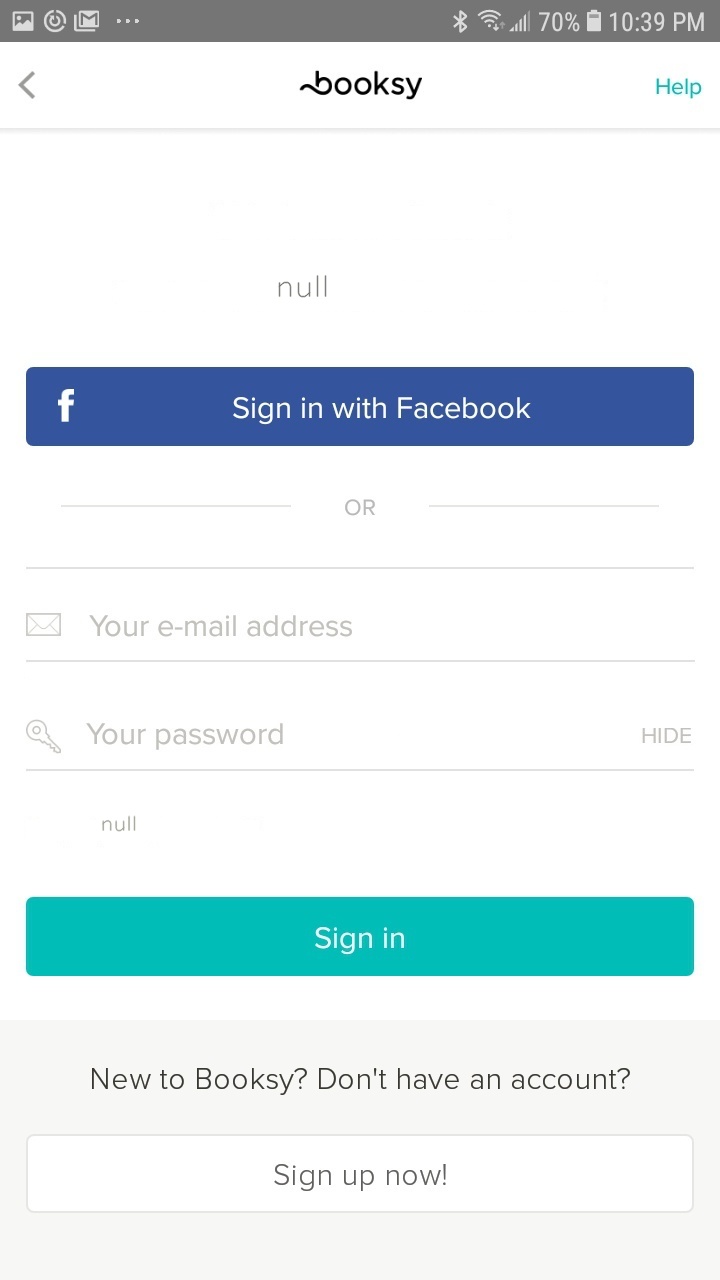 70% 10:39 PM
booksy Help
null
f Sign in with Facebook
OR
Your e-mail address
Your password HIDE
null
Sign in
New to Booksy? Don't have an account?
Sign up now!